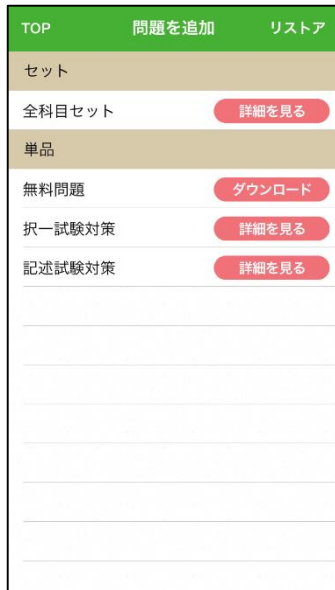 TOP 問題を追加 リストア
セット
全科目セット 詳細を見る
単品
無料問題 ダウンロード
択一試験対策 詳細を見る
記述試験対策 詳細を見る